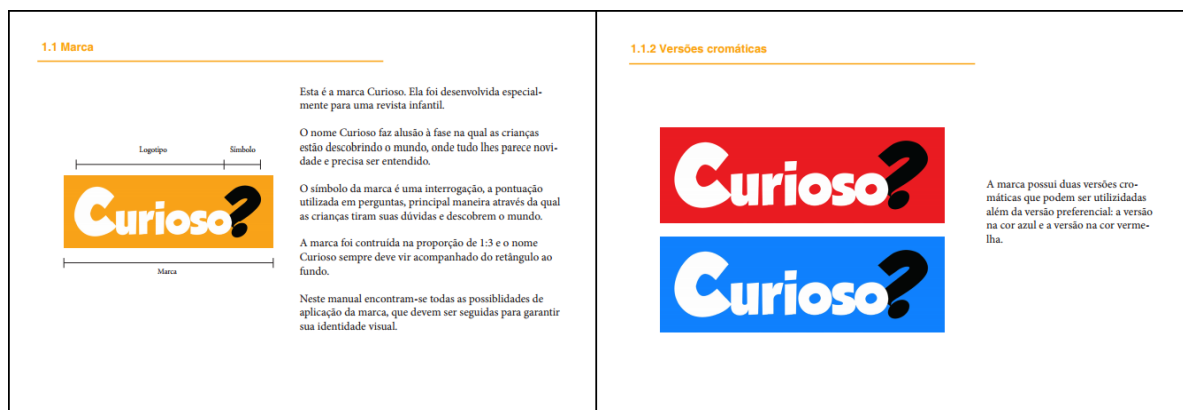 1.1 Marca
Esta é a marca Curioso. Ela foi desenvolvida especial-
mente para uma revista infantil.
O nome Curioso faz alusão à fase na qual as crianças
estão descobrindo o mundo, onde tudo lhes parece novi-
dade e precisa ser entendido.
O símbolo da marca é uma interrogação, a pontuação
utilizada em perguntas, principal maneira através da qual
as crianças tiram suas dúvidas e descobrem o mundo.
A marca foi contruída na proporção de 1:3 e o nome
Curioso sempre deve vir acompanhado do retângulo ao
fundo.
Neste manual encontram-se todas as possiblidades de
aplicação da marca, que devem ser seguidas para garantir
sua identidade visual.
Logotipo
Símbolo
Curioso?
Marca
1.1.2 Versões cromáticas
Curioso?
Curioso?
A marca possui duas versões cro-
máticas que podem ser utilizidadas
além da versão preferencial: a versão
na cor azul e a versão na cor verme-
lha.